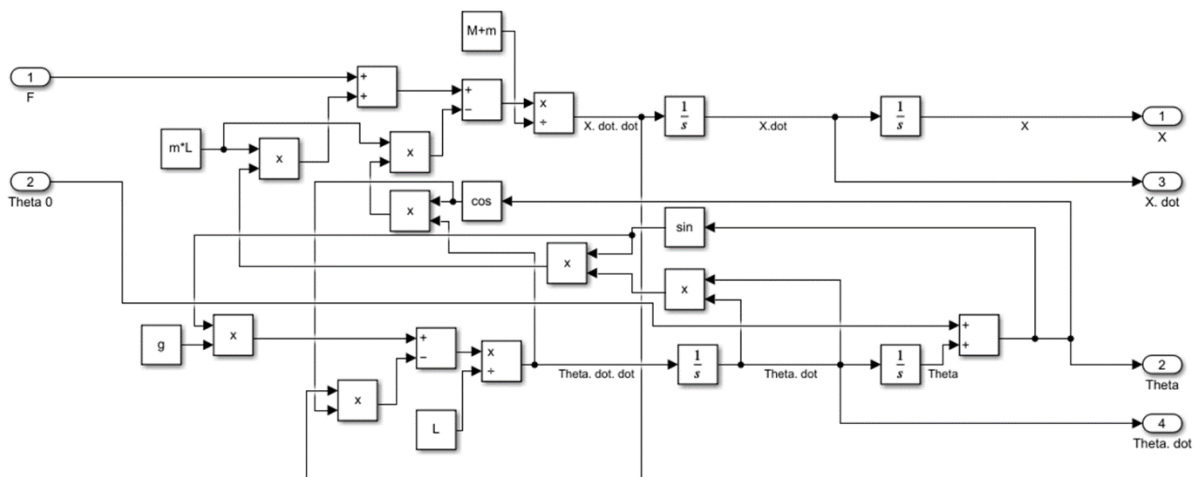 M+m
1
F
+
+
+
−
x
÷
X. dot. dot
1
s
X.dot
1
s
X
1
X
m*L
x
x
2
Theta 0
x
cos
3
X. dot
sin
x
x
g
x
+
−
x
÷
Theta. dot. dot
1
s
Theta. dot
1
s
Theta
+
+
2
Theta
x
L
4
Theta. dot